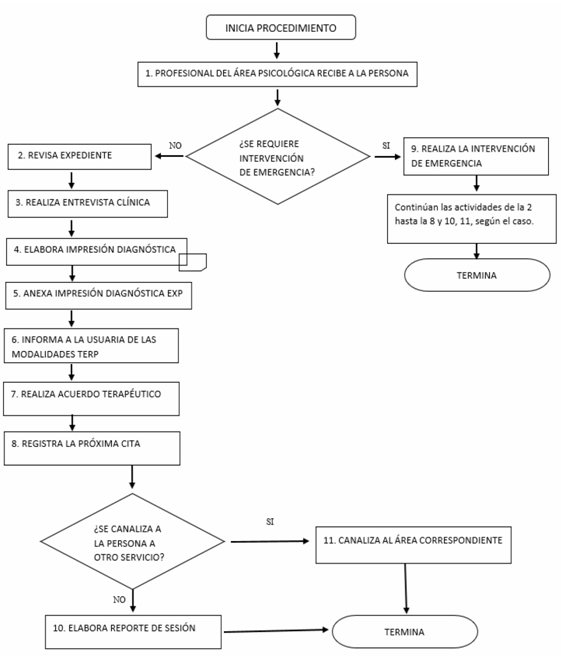 INICIA PROCEDIMIENTO
1. PROFESIONAL DEL ÁREA PSICOLÓGICA RECIBE A LA PERSONA
¿SE REQUIERE
INTERVENCIÓN
DE EMERGENCIA?
NO
SI
2. REVISA EXPEDIENTE
9. REALIZA LA INTERVENCIÓN
DE EMERGENCIA
3. REALIZA ENTREVISTA CLÍNICA
Continúan las actividades de la 2
hasta la 8 y 10, 11, según el caso.
4. ELABORA IMPRESIÓN DIAGNÓSTICA
TERMINA
5. ANEXA IMPRESIÓN DIAGNÓSTICA EXP
6. INFORMA A LA USUARIA DE LAS
MODALIDADES TERP
7. REALIZA ACUERDO TERAPÉUTICO
8. REGISTRA LA PRÓXIMA CITA
¿SE CANALIZA A
LA PERSONA A
OTRO SERVICIO?
SI
11. CANALIZA AL ÁREA CORRESPONDIENTE
NO
10. ELABORA REPORTE DE SESIÓN
TERMINA